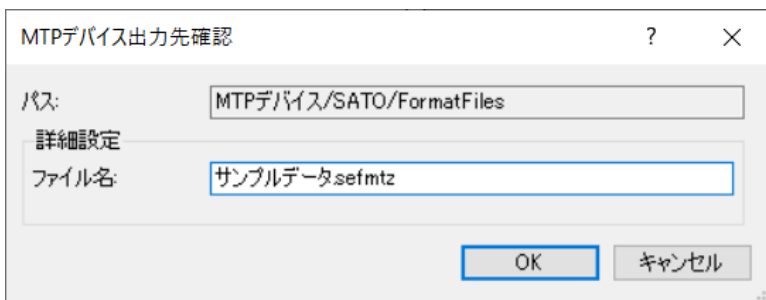 MTPデバイス出力先確認 ?
パス: MTPデバイス/SATO/FormatFiles
詳細設定
ファイル名: サンプルデータ.sefmtz
OK キャンセル